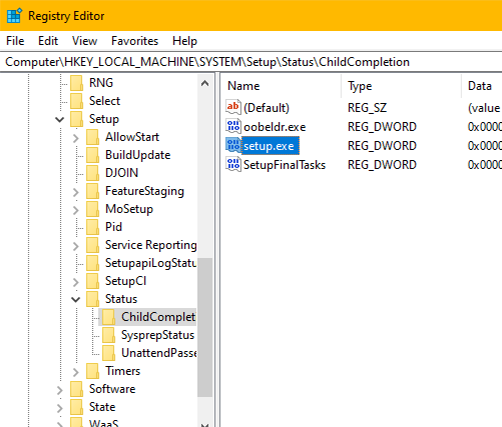 Registry Editor
File Edit View Favorites Help
Computer\HKEY_LOCAL_MACHINE\SYSTEM\Setup\Status\ChildCompletion
RNG
Select
Setup
AllowStart
BuildUpdate
DJOIN
FeatureStaging
MoSetup
Pid
Service Reporting
SetupapiLogStatu
SetupCl
Status
ChildComplet
SysprepStatus
UnattendPasse
Timers
Software
State
WaaS
Name Type Data
(Default) REG_SZ (value
oobeldr.exe REG_DWORD 0x0000
setup.exe REG_DWORD 0x0000
SetupFinalTasks REG_DWORD 0x0000